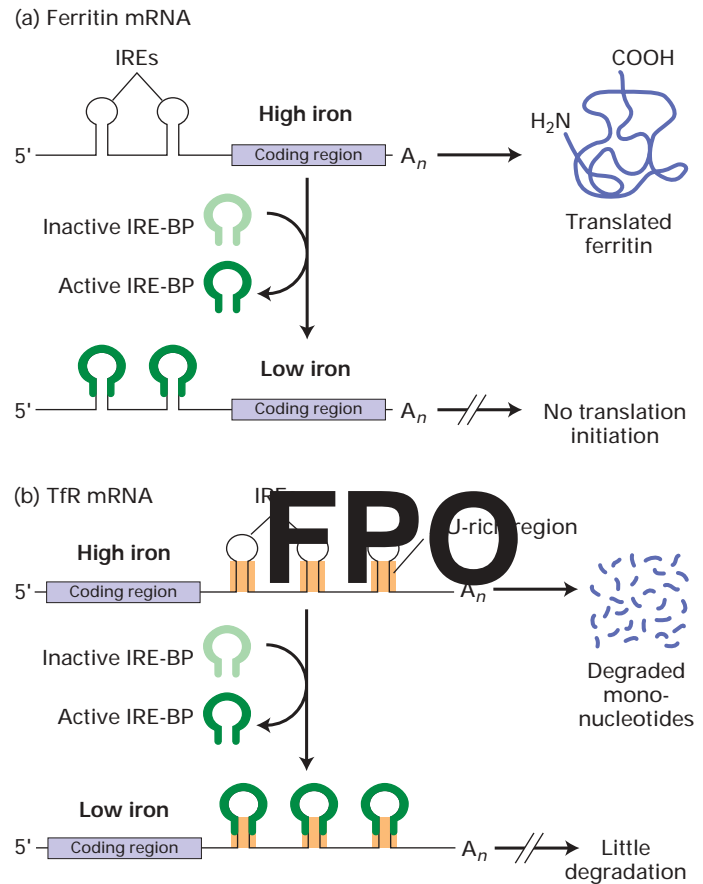 (a) Ferritin mRNA
IREs
High iron
COOH
H₂N
5' Coding region Aₙ
Translated
ferritin
Inactive IRE-BP
Active IRE-BP
Low iron
5' Coding region Aₙ
No translation
initiation
(b) TfR mRNA
FPO
U-rich region
High iron
5' Coding region Aₙ
Degraded
mono-
nucleotides
Inactive IRE-BP
Active IRE-BP
Low iron
5' Coding region Aₙ
Little
degradation